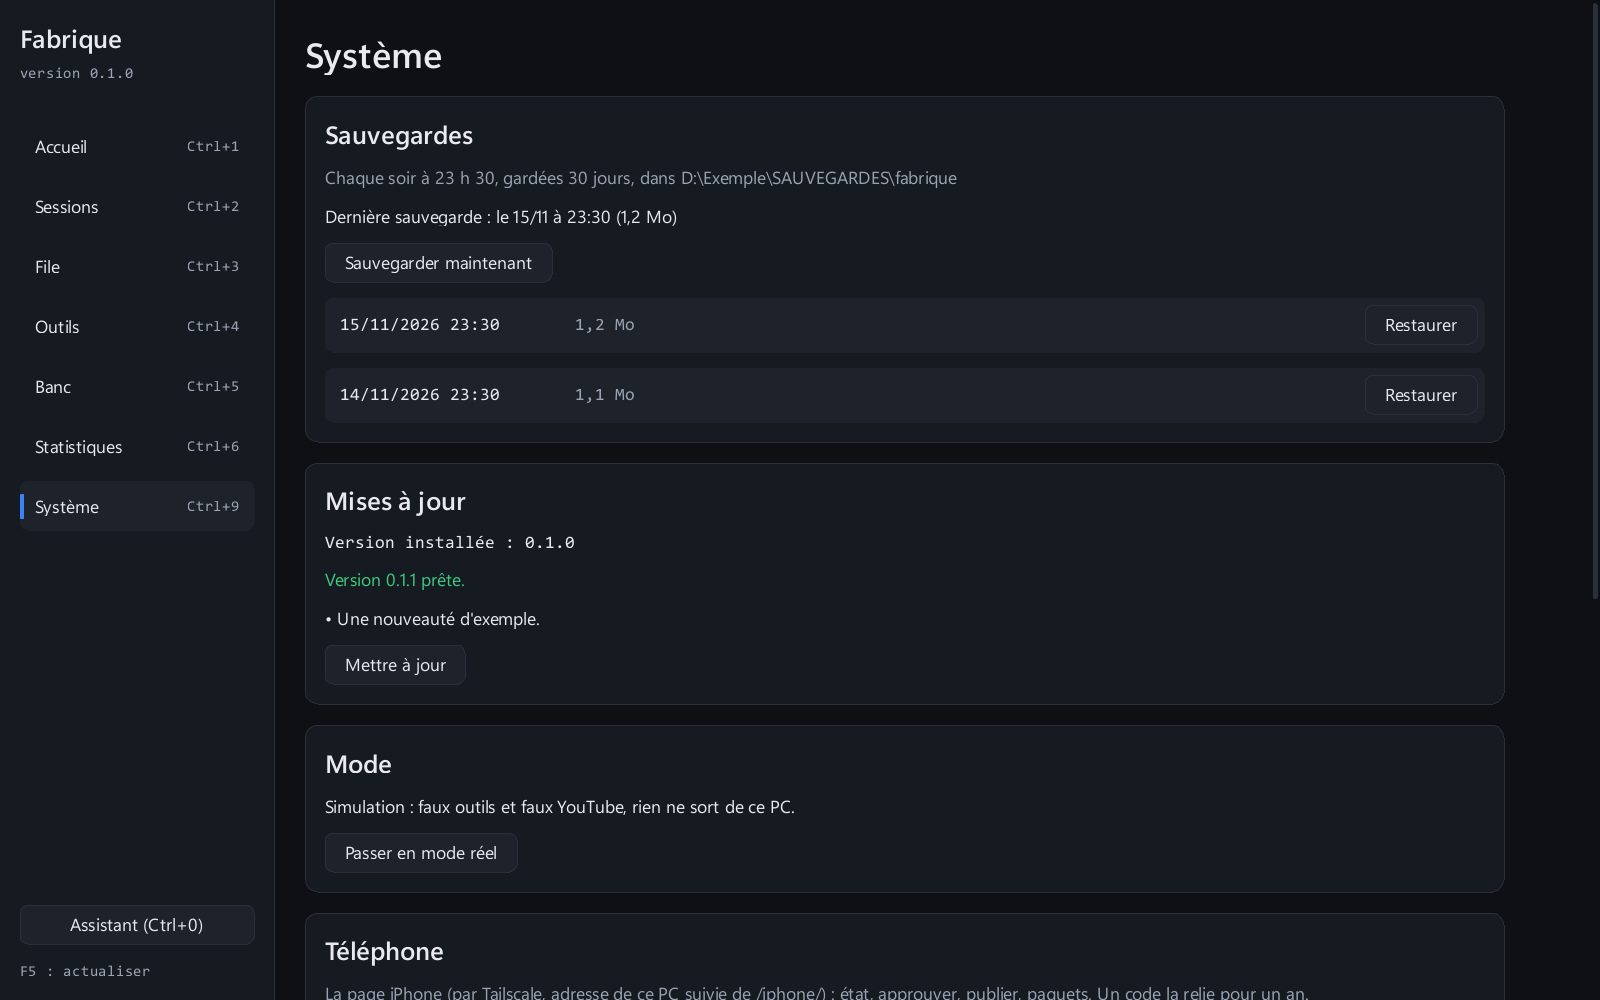 Fabrique
version 0.1.0
Accueil Ctrl+1
Sessions Ctrl+2
File Ctrl+3
Outils Ctrl+4
Banc Ctrl+5
Statistiques Ctrl+6
Système Ctrl+9
Assistant (Ctrl+0)
F5 : actualiser
Système
Sauvegardes
Chaque soir à 23 h 30, gardées 30 jours, dans D:\Exemple\SAUVEGARDES\fabrique
Dernière sauvegarde : le 15/11 à 23:30 (1,2 Mo)
Sauvegarder maintenant
15/11/2026 23:30 1,2 Mo Restaurer
14/11/2026 23:30 1,1 Mo Restaurer
Mises à jour
Version installée : 0.1.0
Version 0.1.1 prête.
• Une nouveauté d'exemple.
Mettre à jour
Mode
Simulation : faux outils et faux YouTube, rien ne sort de ce PC.
Passer en mode réel
Téléphone
La page iPhone (par Tailscale, adresse de ce PC suivie de /iphone/) : état, approuver, publier, paquets. Un code la relie pour un an.